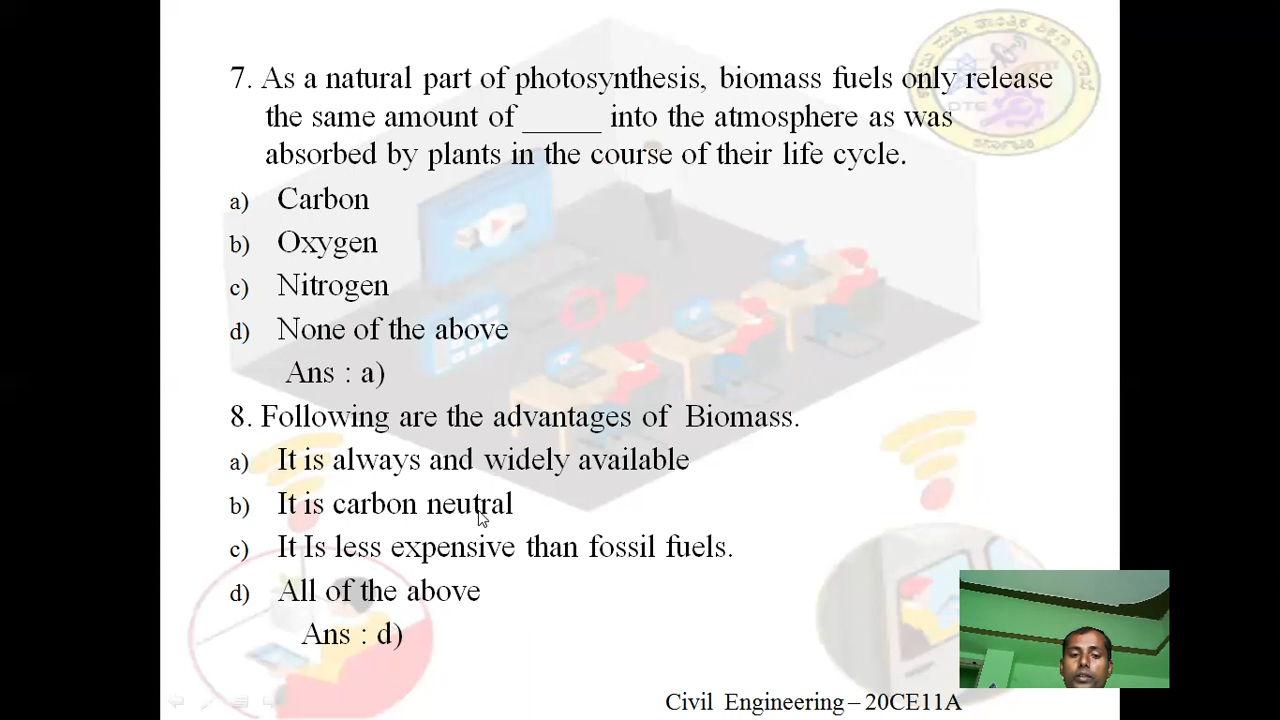 7. As a natural part of photosynthesis, biomass fuels only release
the same amount of _____ into the atmosphere as was
absorbed by plants in the course of their life cycle.
a) Carbon
b) Oxygen
c) Nitrogen
d) None of the above
Ans : a)
8. Following are the advantages of Biomass.
a) It is always and widely available
b) It is carbon neutral
c) It Is less expensive than fossil fuels.
d) All of the above
Ans : d)
Civil Engineering – 20CE11A
DTE